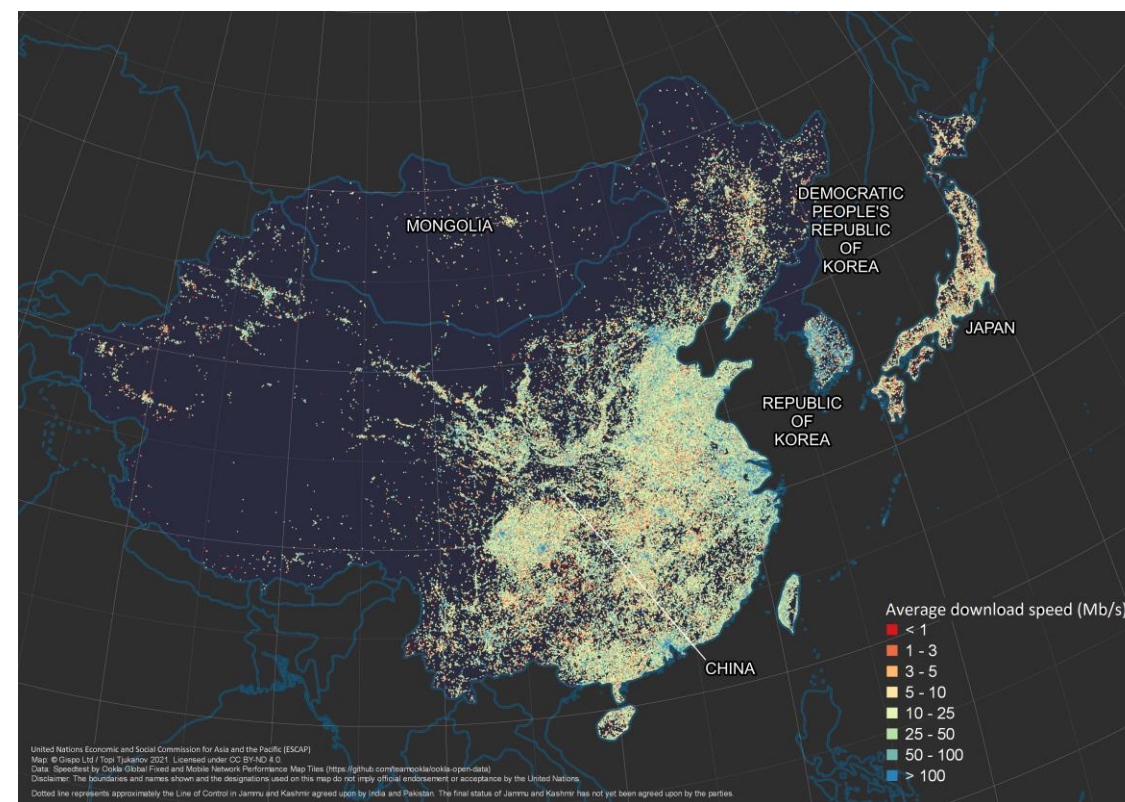 MONGOLIA
DEMOCRATIC
PEOPLE'S
REPUBLIC
OF
KOREA
JAPAN
REPUBLIC
OF
KOREA
CHINA
Average download speed (Mb/s)
< 1
1 - 3
3 - 5
5 - 10
10 - 25
25 - 50
50 - 100
> 100
United Nations Economic and Social Commission for Asia and the Pacific (ESCAP)
Map: © Gispo Ltd / Topi Tjukanov 2021. Licensed under CC BY-ND 4.0.
Data: Speedtest by Ookla Global Fixed and Mobile Network Performance Map Tiles (https://github.com/teamookla/ookla-open-data)
Disclaimer: The boundaries and names shown and the designations used on this map do not imply official endorsement or acceptance by the United Nations.
Dotted line represents approximately the Line of Control in Jammu and Kashmir agreed upon by India and Pakistan. The final status of Jammu and Kashmir has not yet been agreed upon by the parties.